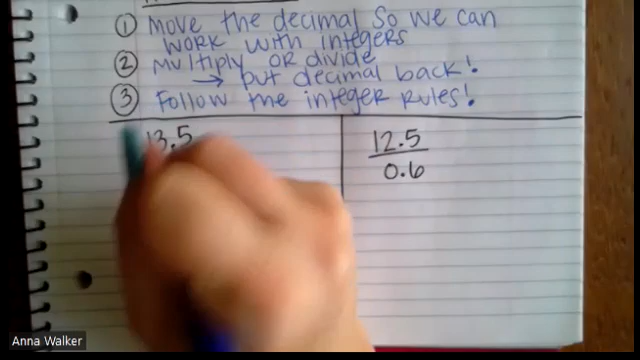 ① Move the decimal So we can
work with integers
② Multiply or divide
→ put decimal back!
③ Follow the integer Rules!
13.5
12.5
0.6
Anna Walker